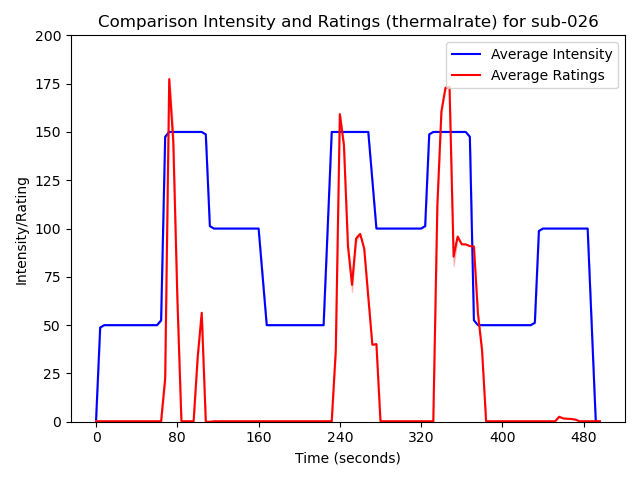 Comparison Intensity and Ratings (thermalrate) for sub-026
Average Intensity
Average Ratings
Intensity/Rating
200
175
150
125
100
75
50
25
0
0 80 160 240 320 400 480
Time (seconds)